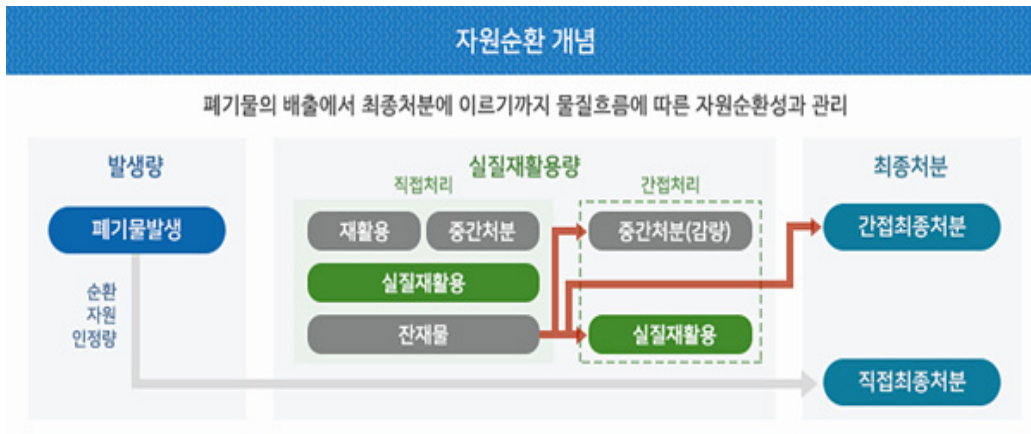 자원순환 개념
폐기물의 배출에서 최종처분에 이르기까지 물질흐름에 따른 자원순환성과 관리
발생량
폐기물발생
순환
자원
인정량
실질재활용량
직접처리
재활용
중간처분
실질재활용
잔재물
간접처리
중간처분(감량)
실질재활용
최종처분
간접최종처분
직접최종처분